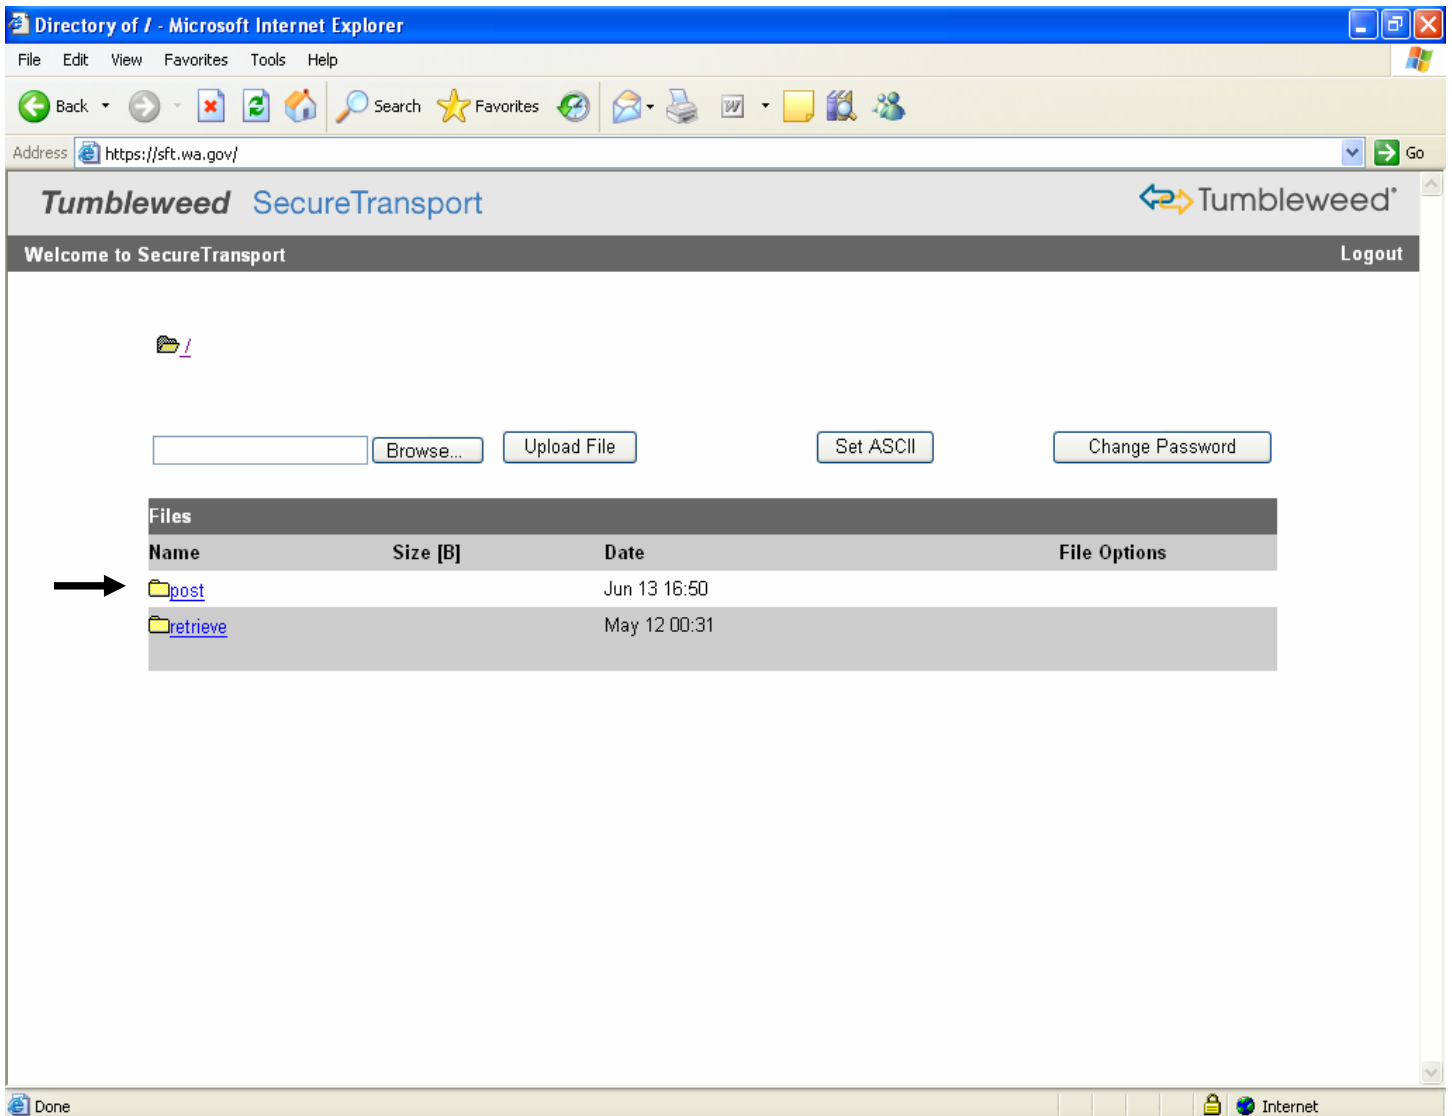 Directory of / - Microsoft Internet Explorer
File Edit View Favorites Tools Help
Back Search Favorites W
Address https://sft.wa.gov/ Go
Tumbleweed SecureTransport Tumbleweed®
Welcome to SecureTransport Logout
/
Browse... Upload File Set ASCII Change Password
Files
Name Size [B] Date File Options
post Jun 13 16:50
retrieve May 12 00:31
Done Internet